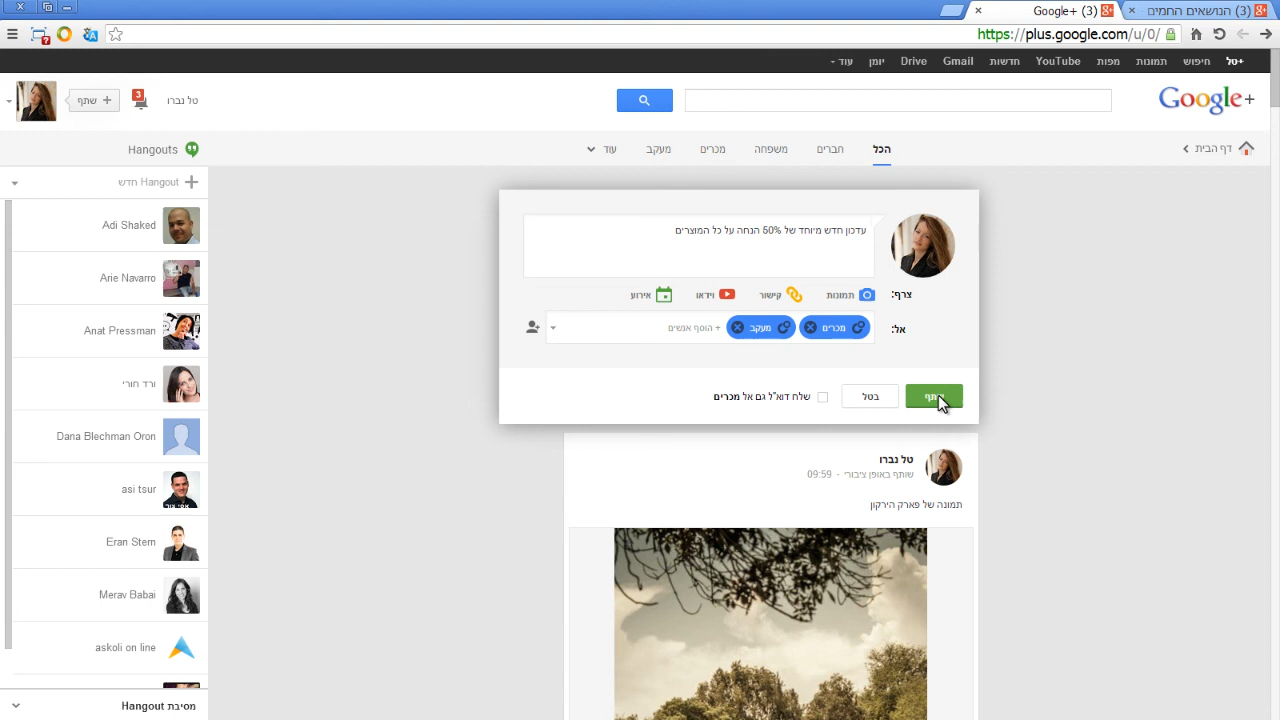 (3) הנושאים החמים
Google+ (3)
https://plus.google.com/u/0/
+טל חיפוש תמונות מפות YouTube חדשות Gmail Drive יומן עוד
Google+
טל נברו
3
+ שתף
דף הבית
הכל חברים משפחה מכרים מעקב עוד
Hangouts
Hangout חדש
Adi Shaked
Arie Navarro
Anat Pressman
ורד חורי
Dana Blechman Oron
asi tsur
אסי צור
Eran Stern
Merav Babai
askoli on line
מסיבת Hangout
עדכון חדש מיוחד של 50% הנחה על כל המוצרים
צרף: תמונות קישור וידאו אירוע
אל: מכרים מעקב + הוסף אנשים
שתף בטל שלח דוא"ל גם אל מכרים
טל נברו
שותף באופן ציבורי - 09:59
תמונה של פארק הירקון